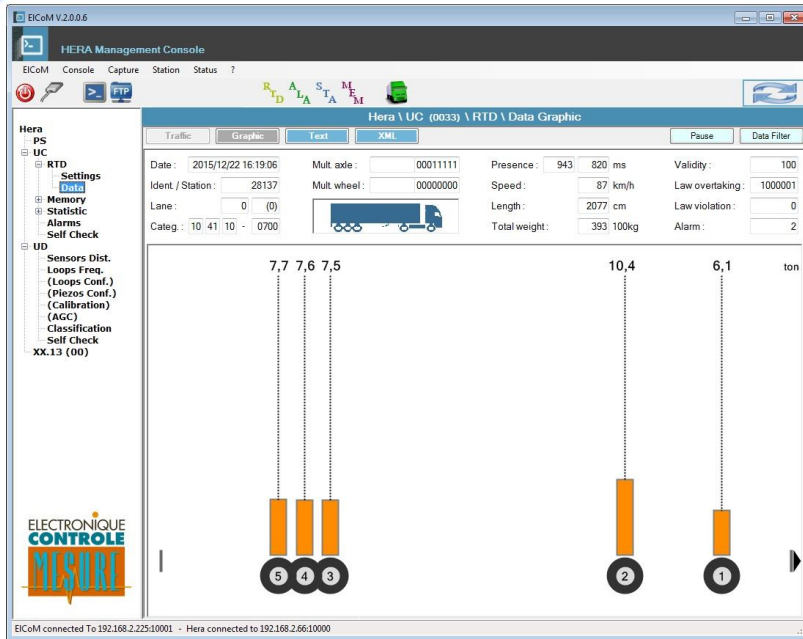 EICoM V.2.0.0.6
HERA Management Console
EICoM Console Capture Station Status ?
FTP RTD ALA STA MEM
Hera \ UC (0033) \ RTD \ Data Graphic
Traffic Graphic Text XML Pause Data Filter
Hera
PS
UC
RTD
Settings
Data
Memory
Statistic
Alarms
Self Check
UD
Sensors Dist.
Loops Freq.
(Loops Conf.)
(Piezos Conf.)
(Calibration)
(AGC)
Classification
Self Check
XX.13 (00)
Date : 2015/12/22 16:19:06 Mult. axle : 00011111 Presence : 943 820 ms Validity : 100
Ident. / Station : 28137 Mult. wheel : 00000000 Speed : 87 km/h Law overtaking : 1000001
Lane : 0 (0) Length : 2077 cm Law violation : 0
Categ. : 10 41 10 - 0700 Total weight : 393 100kg Alarm : 2
7,7 7,6 7,5 10,4 6,1 ton
5 4 3 2 1
ELECTRONIQUE
CONTROLE
MESURE
EICoM connected To 192.168.2.225:10001 - Hera connected to 192.168.2.66:10000